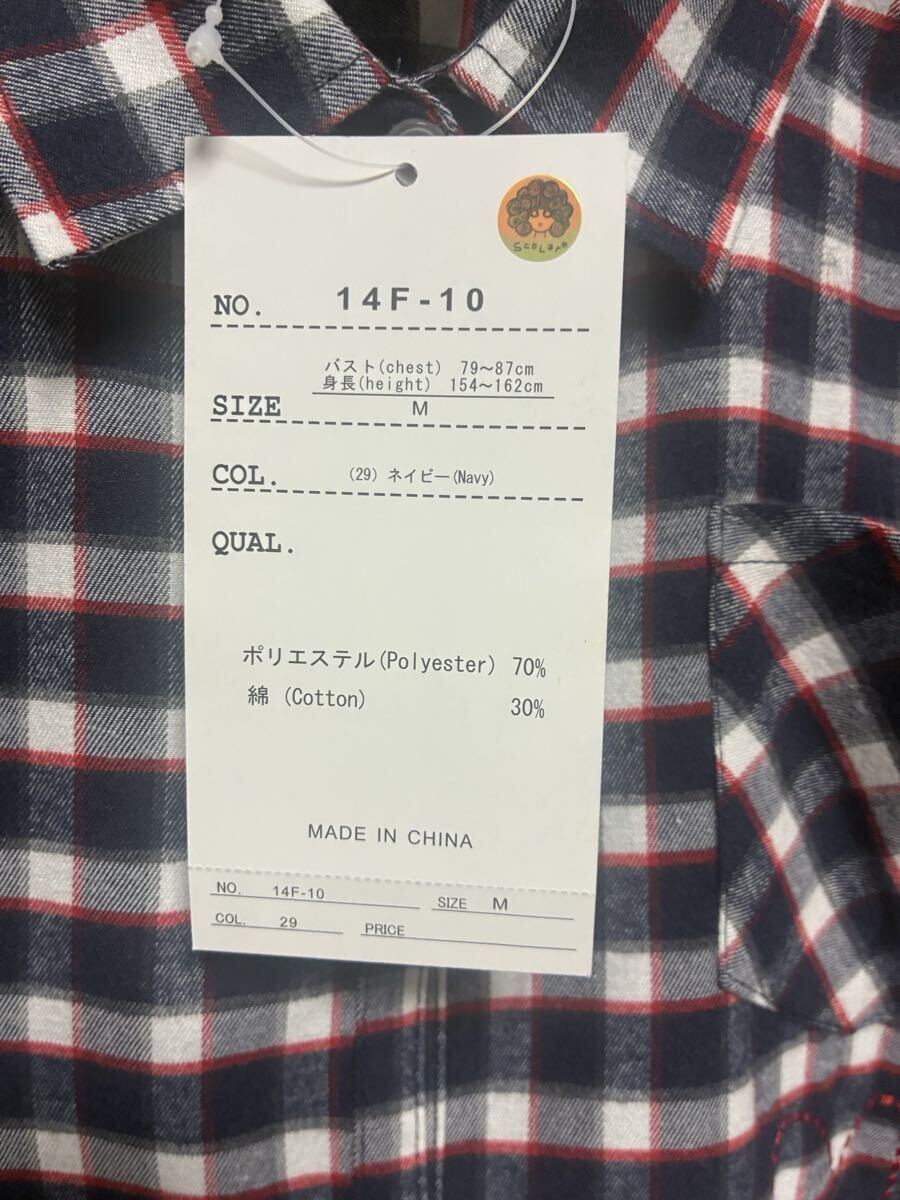 ScoLar
NO. 14F-10
バスト(chest) 79～87cm
身長(height) 154～162cm
SIZE M
COL. (29) ネイビー(Navy)
QUAL.
ポリエステル(Polyester) 70%
綿 (Cotton) 30%
MADE IN CHINA
NO. 14F-10 SIZE M
COL. 29 PRICE